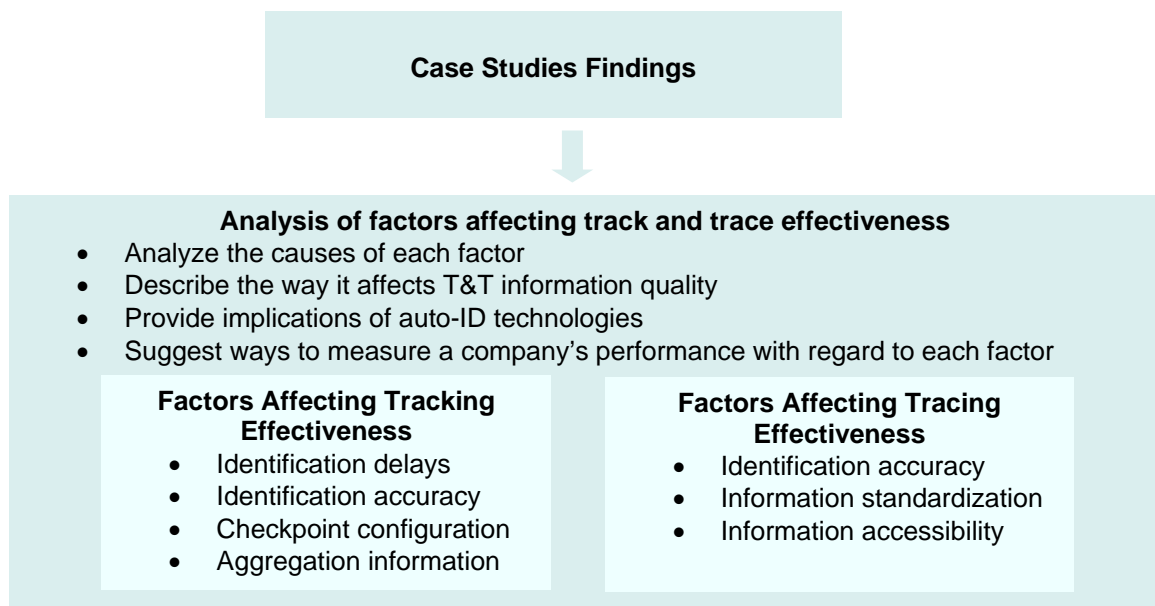 Case Studies Findings
Analysis of factors affecting track and trace effectiveness
• Analyze the causes of each factor
• Describe the way it affects T&T information quality
• Provide implications of auto-ID technologies
• Suggest ways to measure a company’s performance with regard to each factor
Factors Affecting Tracking
Effectiveness
• Identification delays
• Identification accuracy
• Checkpoint configuration
• Aggregation information
Factors Affecting Tracing
Effectiveness
• Identification accuracy
• Information standardization
• Information accessibility